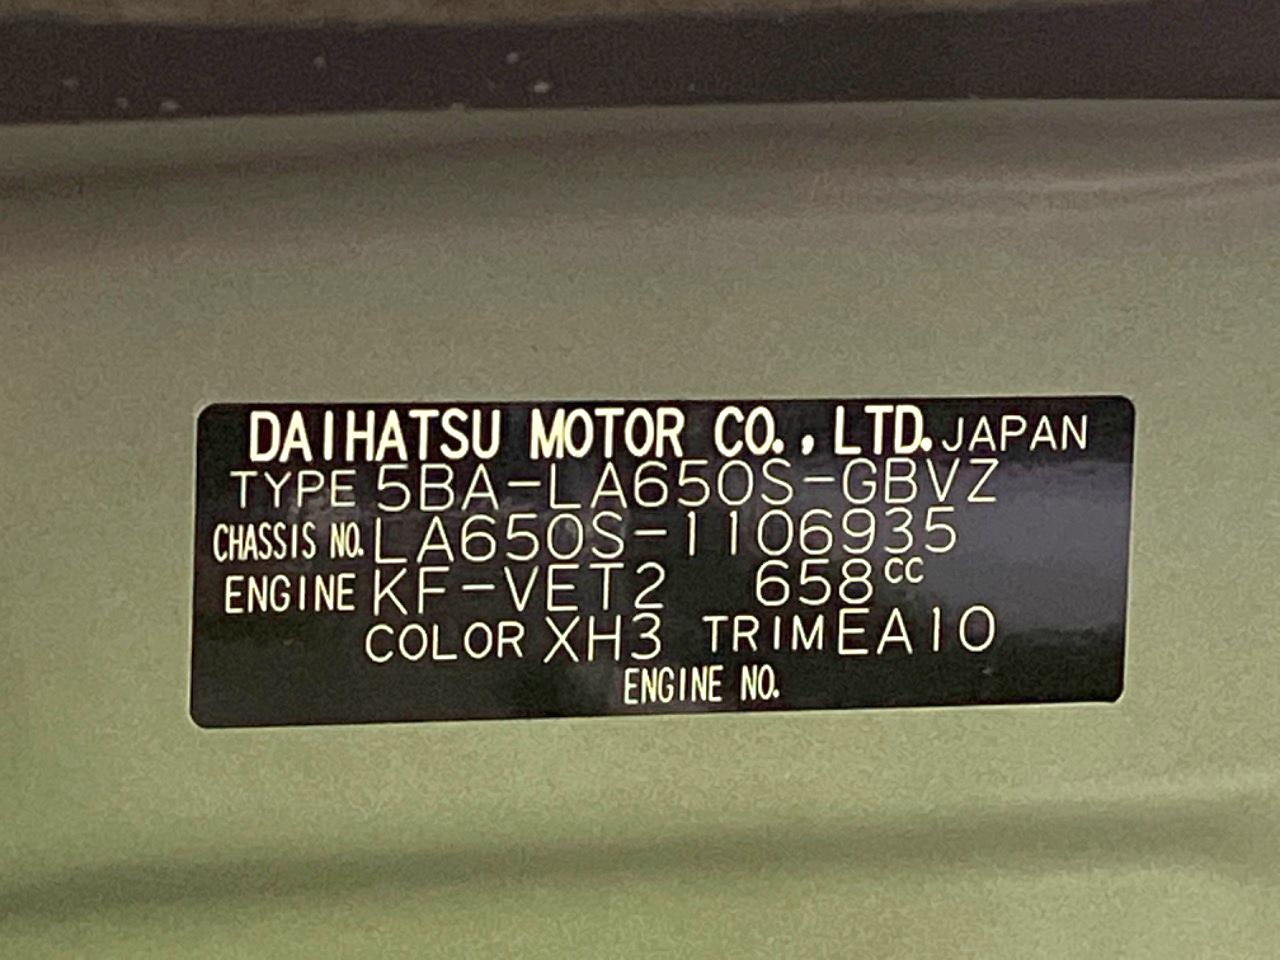 DAIHATSU MOTOR CO., LTD. JAPAN
TYPE 5BA-LA650S-GBVZ
CHASSIS NO. LA650S-1106935
ENGINE KF-VET2 658cc
COLOR XH3 TRIM EA10
ENGINE NO.